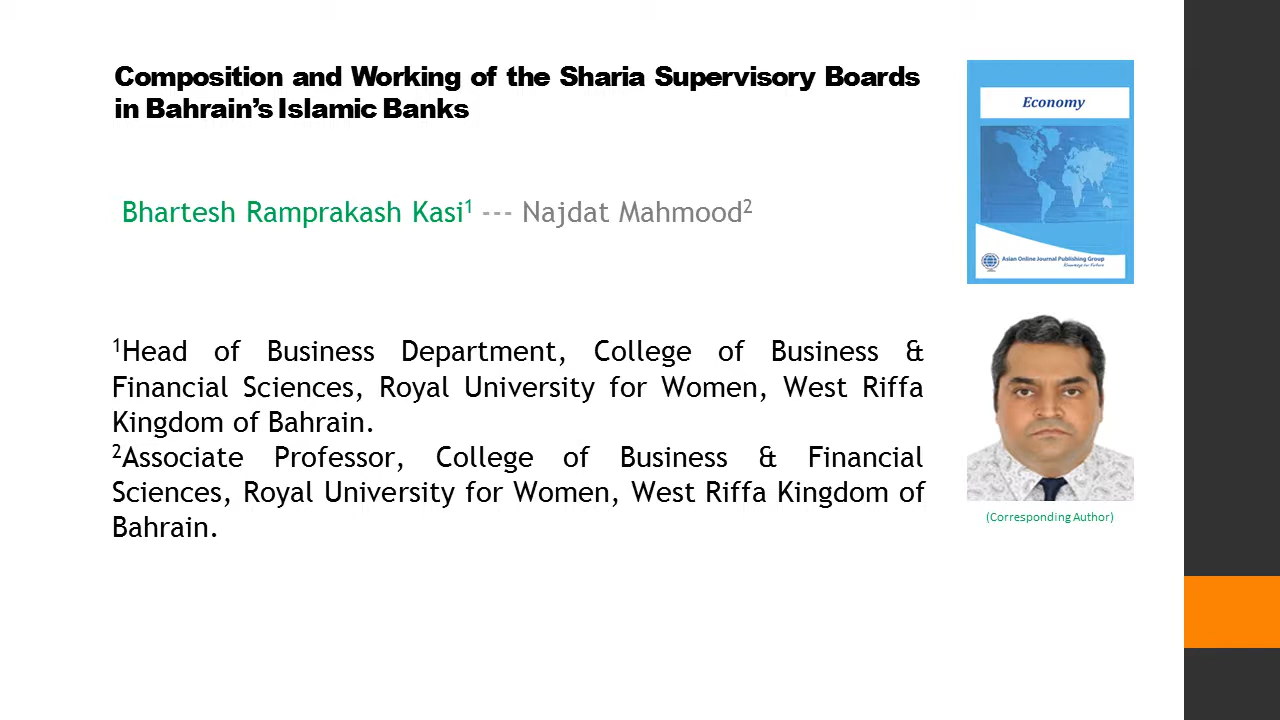 Composition and Working of the Sharia Supervisory Boards
in Bahrain’s Islamic Banks
Bhartesh Ramprakash Kasi¹ --- Najdat Mahmood²
¹Head of Business Department, College of Business &
Financial Sciences, Royal University for Women, West Riffa
Kingdom of Bahrain.
²Associate Professor, College of Business & Financial
Sciences, Royal University for Women, West Riffa Kingdom of
Bahrain.
Economy
Asian Online Journal Publishing Group
Knowledge for Future
(Corresponding Author)